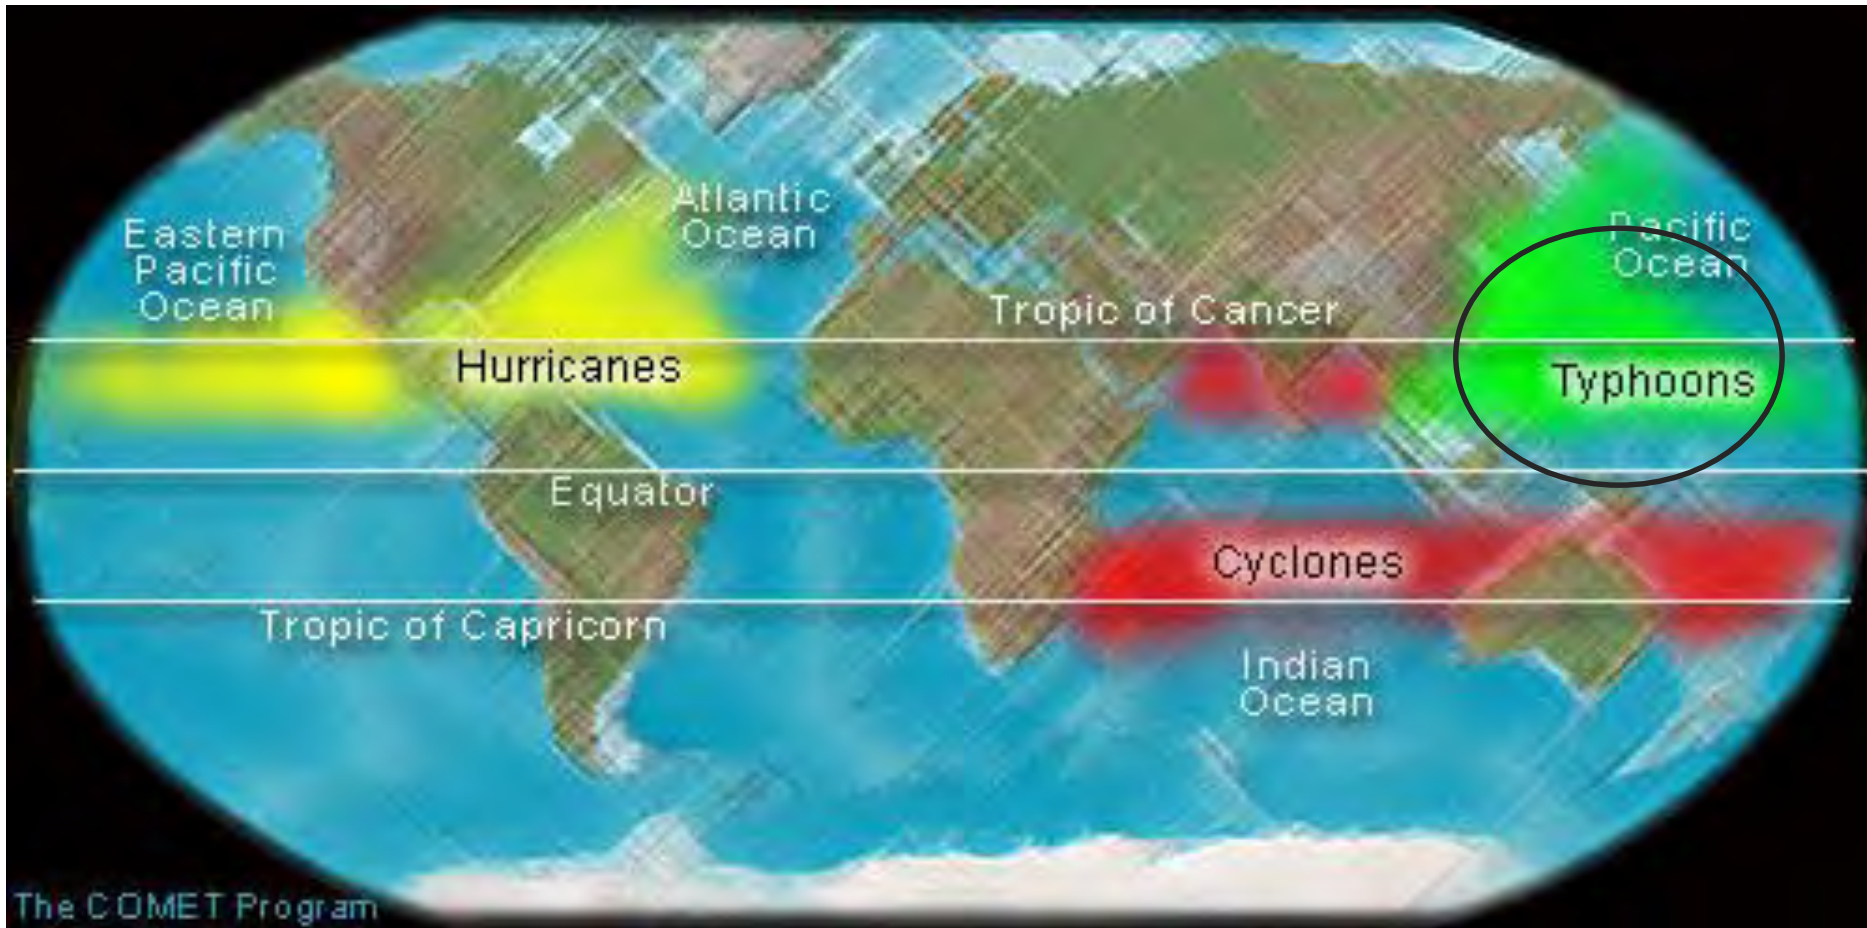 Atlantic
Ocean
Eastern
Pacific
Ocean
Pacific
Ocean
Tropic of Cancer
Hurricanes
Typhoons
Equator
Cyclones
Tropic of Capricorn
Indian
Ocean
The COMET Program